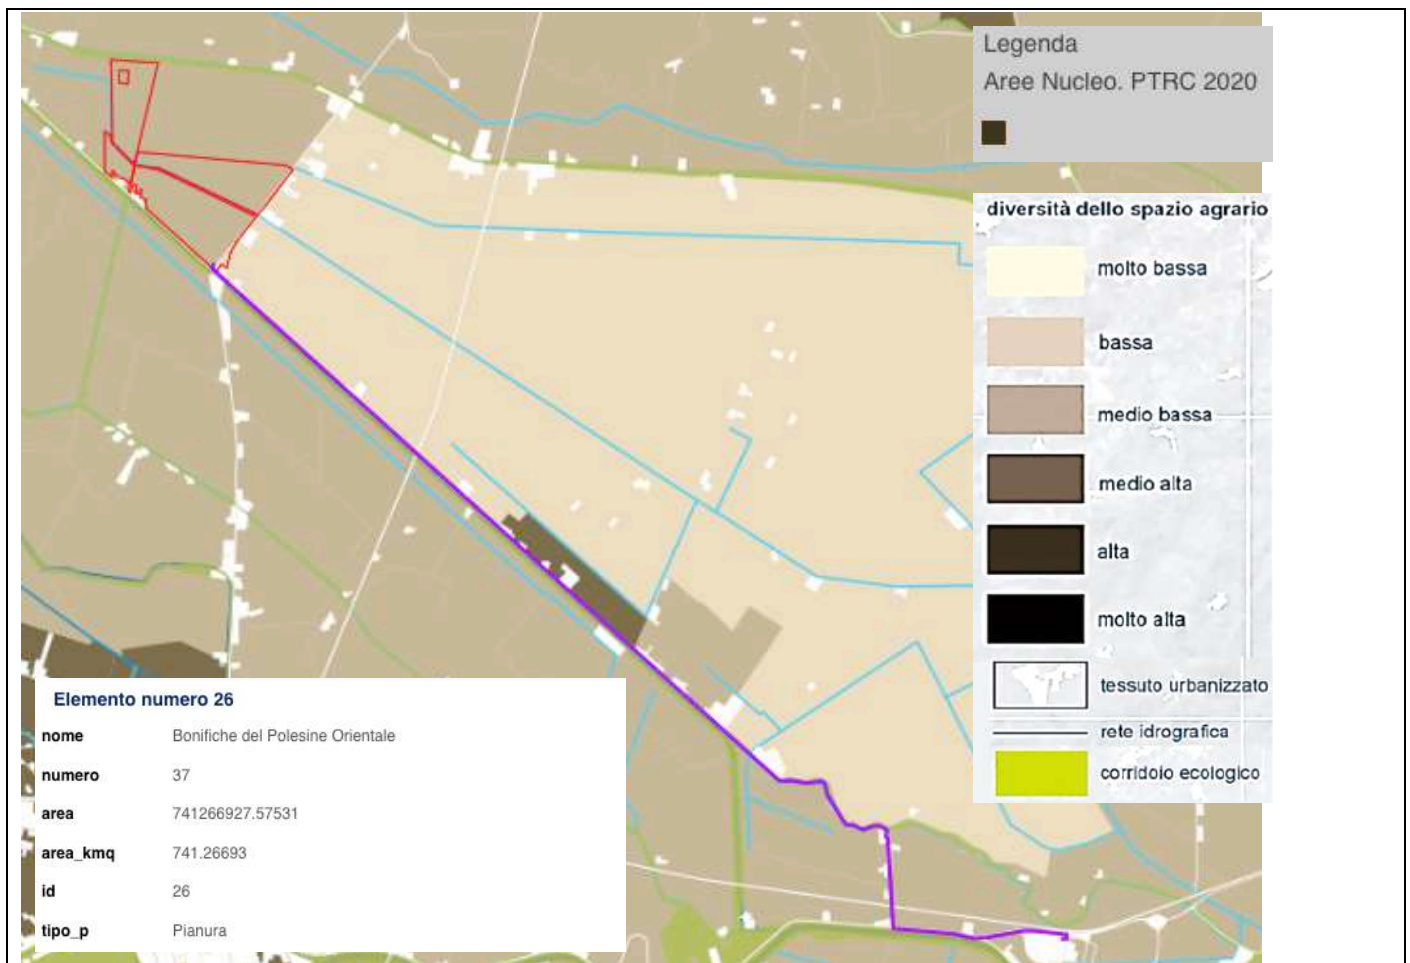 Legenda
Aree Nucleo. PTRC 2020
diversità dello spazio agrario
molto bassa
bassa
medio bassa
medio alta
alta
molto alta
tessuto urbanizzato
rete idrografica
corridoio ecologico
Elemento numero 26
nome Bonifiche del Polesine Orientale
numero 37
area 741266927.57531
area_kmq 741.26693
id 26
tipo_p Pianura